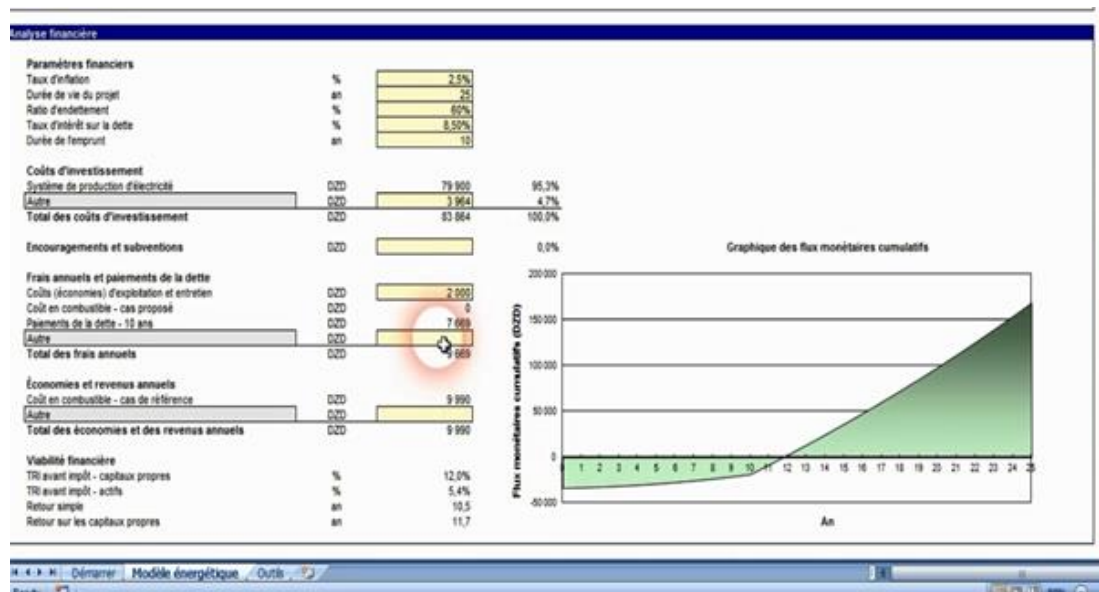 Analyse financière
Paramètres financiers
Taux d'inflation % 2,5%
Durée de vie du projet an 25
Ratio d'endettement % 60%
Taux d'intérêt sur la dette % 8,50%
Durée de l'emprunt an 10
Coûts d'investissement
Système de production d'électricité DZD 79 900 95,3%
Autre DZD 3 964 4,7%
Total des coûts d'investissement DZD 83 864 100,0%
Encouragements et subventions DZD 0,0%
Frais annuels et paiements de la dette
Coûts (économies) d'exploitation et entretien DZD 2 000
Coût en combustible - cas proposé DZD 0
Paiements de la dette - 10 ans DZD 7 669
Autre DZD
Total des frais annuels DZD 9 669
Économies et revenus annuels
Coût en combustible - cas de référence DZD 9 990
Autre DZD
Total des économies et des revenus annuels DZD 9 990
Viabilité financière
TRI avant impôt - capitaux propres % 12,0%
TRI avant impôt - actifs % 5,4%
Retour simple an 10,5
Retour sur les capitaux propres an 11,7
Graphique des flux monétaires cumulatifs
Flux monétaires cumulatifs (DZD)
200 000
150 000
100 000
50 000
0
-50 000
1 2 3 4 5 6 7 8 9 10 11 12 13 14 15 16 17 18 19 20 21 22 23 24 25
An
Démarrer Modèle énergétique Outils